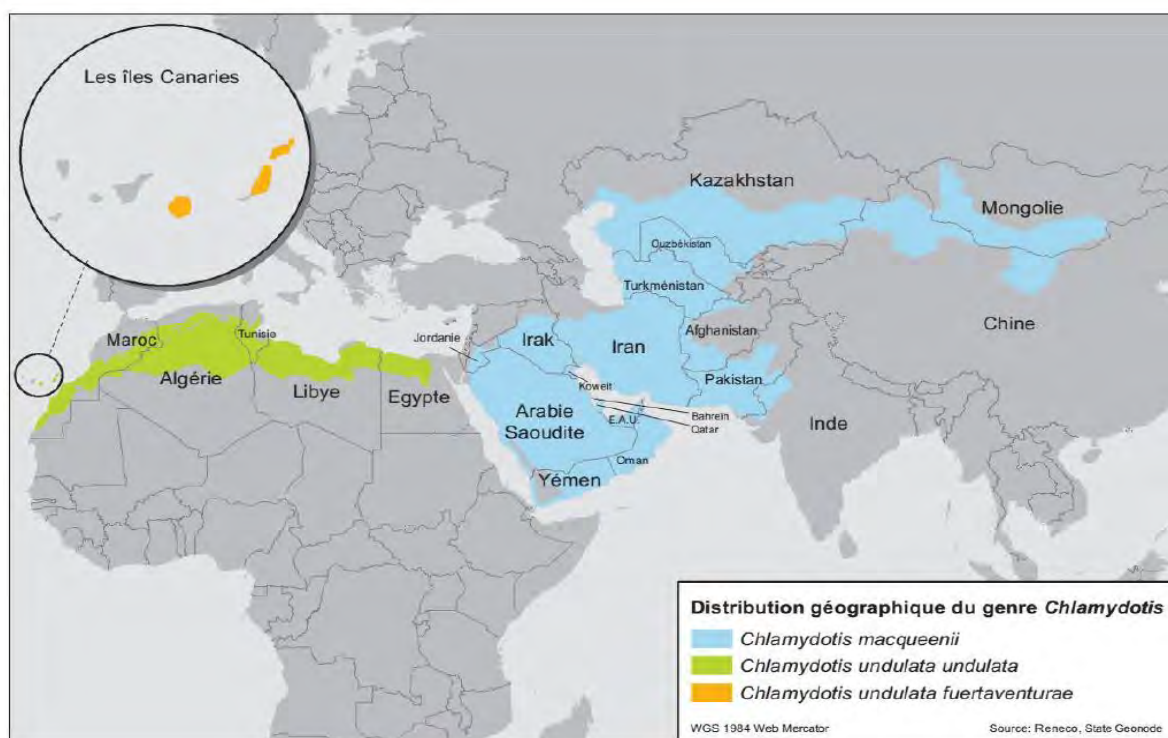 Les îles Canaries
Kazakhstan
Mongolie
Ouzbékistan
Turkménistan
Chine
Maroc
Tunisie
Jordanie
Irak
Iran
Afghanistan
Algérie
Libye
Egypte
Koweit
Pakistan
Bahrein
Qatar
E.A.U.
Arabie
Saoudite
Inde
Oman
Yémen
Distribution géographique du genre Chlamydotis
Chlamydotis macqueenii
Chlamydotis undulata undulata
Chlamydotis undulata fuertaventurae
WGS 1984 Web Mercator
Source: Reneco, State Geonode